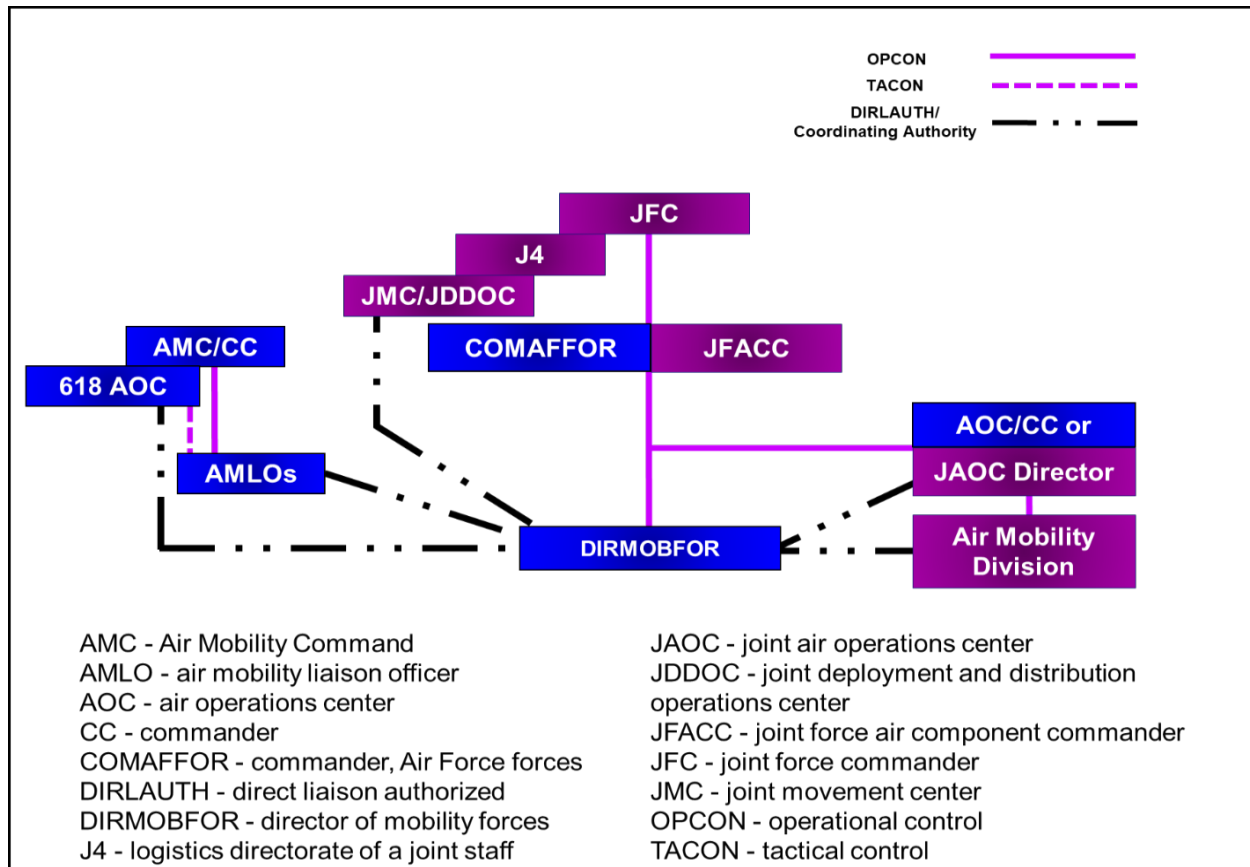 OPCON
TACON
DIRLAUTH/
Coordinating Authority
JFC
J4
JMC/JDDOC
AMC/CC
COMAFFOR
JFACC
618 AOC
AOC/CC or
JAOC Director
AMLOs
DIRMOBFOR
Air Mobility
Division
AMC - Air Mobility Command
AMLO - air mobility liaison officer
AOC - air operations center
CC - commander
COMAFFOR - commander, Air Force forces
DIRLAUTH - direct liaison authorized
DIRMOBFOR - director of mobility forces
J4 - logistics directorate of a joint staff
JAOC - joint air operations center
JDDOC - joint deployment and distribution
operations center
JFACC - joint force air component commander
JFC - joint force commander
JMC - joint movement center
OPCON - operational control
TACON - tactical control